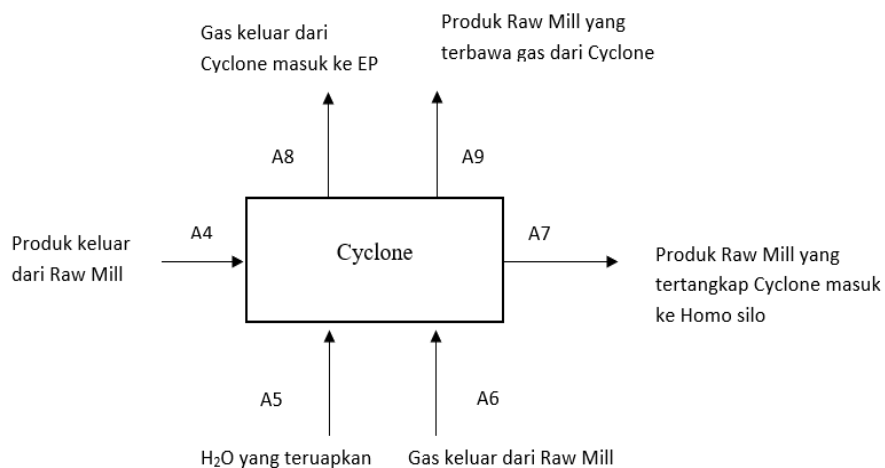 Gas keluar dari
Cyclone masuk ke EP
Produk Raw Mill yang
terbawa gas dari Cyclone
A8
A9
Produk keluar
dari Raw Mill
A4
Cyclone
A7
Produk Raw Mill yang
tertangkap Cyclone masuk
ke Homo silo
A5
A6
H₂O yang teruapkan
Gas keluar dari Raw Mill